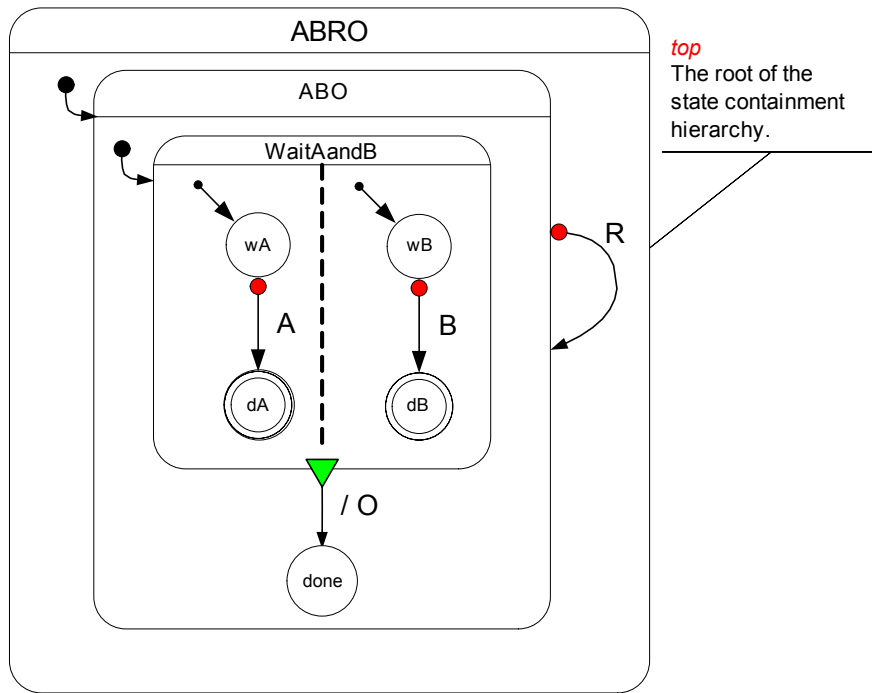 ABRO
top
The root of the
state containment
hierarchy.
ABO
WaitAandB
wA
wB
R
A
B
dA
dB
/ O
done